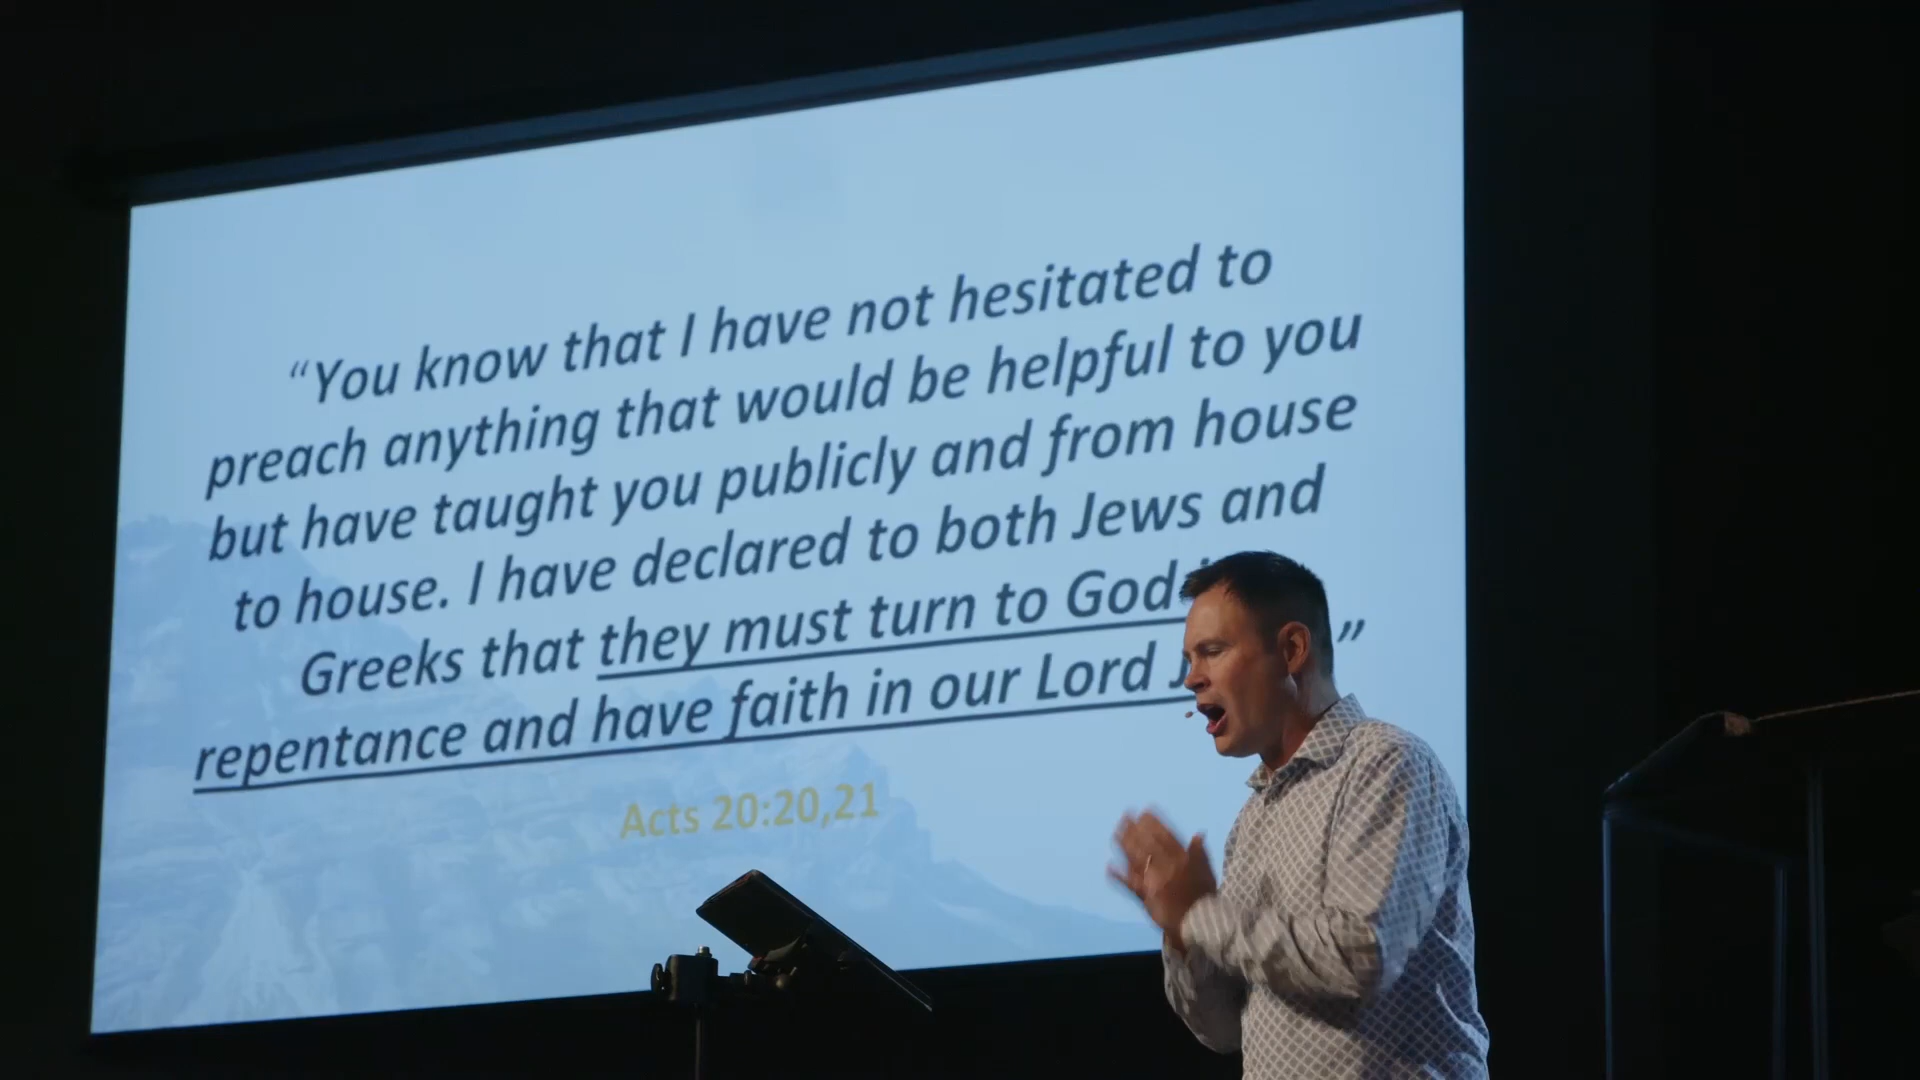 “You know that I have not hesitated to
preach anything that would be helpful to you
but have taught you publicly and from house
to house. I have declared to both Jews and
Greeks that they must turn to God
repentance and have faith in our Lord ”
Acts 20:20,21